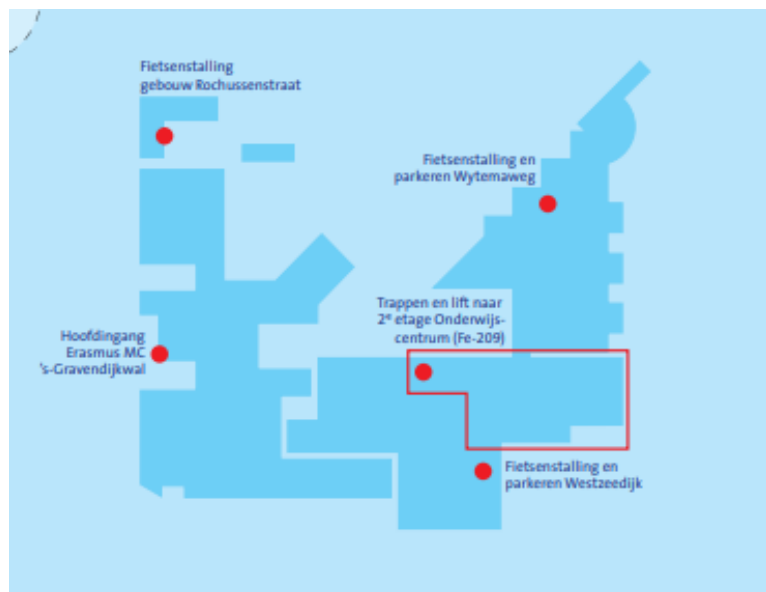 Fietsenstalling
gebouw Rochussenstraat
Fietsenstalling en
parkeren Wytemaweg
Trappen en lift naar
2e etage Onderwijs-
centrum (Fe-209)
Hoofdingang
Erasmus MC
's-Gravendijkwal
Fietsenstalling en
parkeren Westzeedijk